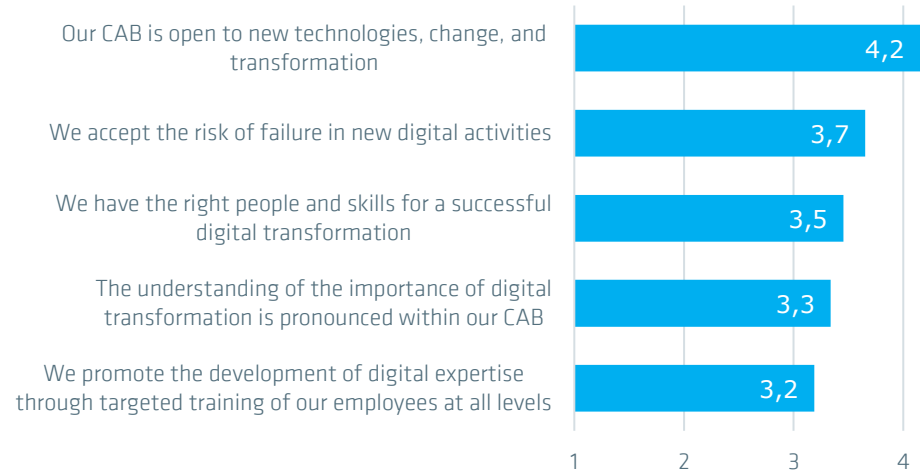 Our CAB is open to new technologies, change, and
transformation
4,2
We accept the risk of failure in new digital activities
3,7
We have the right people and skills for a successful
digital transformation
3,5
The understanding of the importance of digital
transformation is pronounced within our CAB
3,3
We promote the development of digital expertise
through targeted training of our employees at all levels
3,2
1 2 3 4